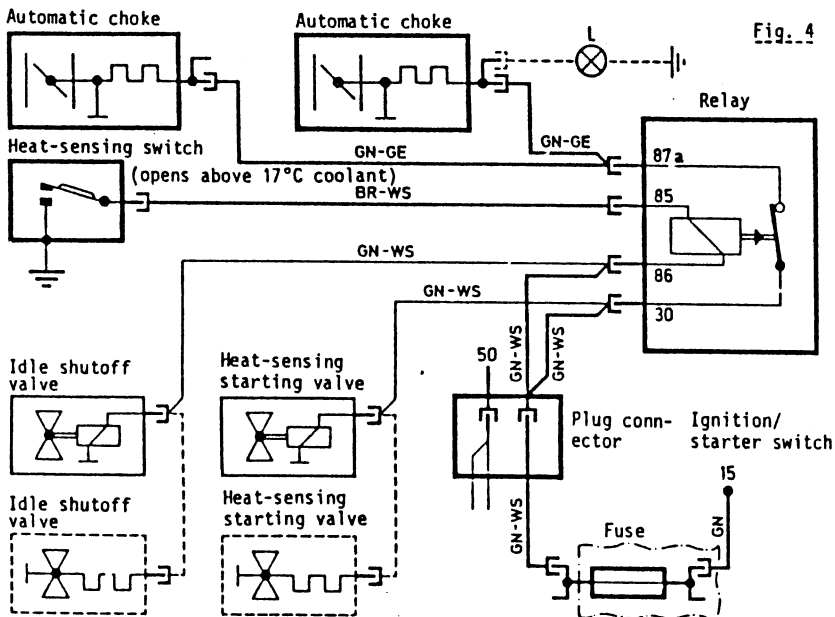 Automatic choke
Automatic choke
L
Fig. 4
Relay
Heat-sensing switch
(opens above 17°C coolant)
GN-GE
GN-GE
87a
BR-WS
85
GN-WS
86
GN-WS
30
Idle shutoff
valve
Heat-sensing
starting valve
50
GN-WS
GN-WS
Plug conn-
ector
Ignition/
starter switch
15
Idle shutoff
valve
Heat-sensing
starting valve
GN-WS
Fuse
GN